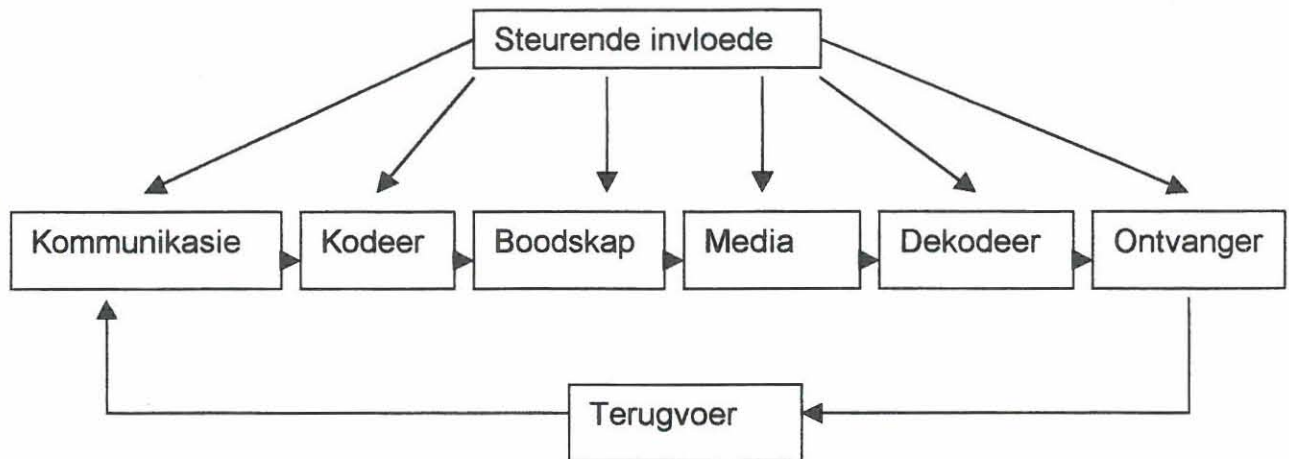 Steurende invloede
Kommunikasie
Kodeer
Boodskap
Media
Dekodeer
Ontvanger
Terugvoer